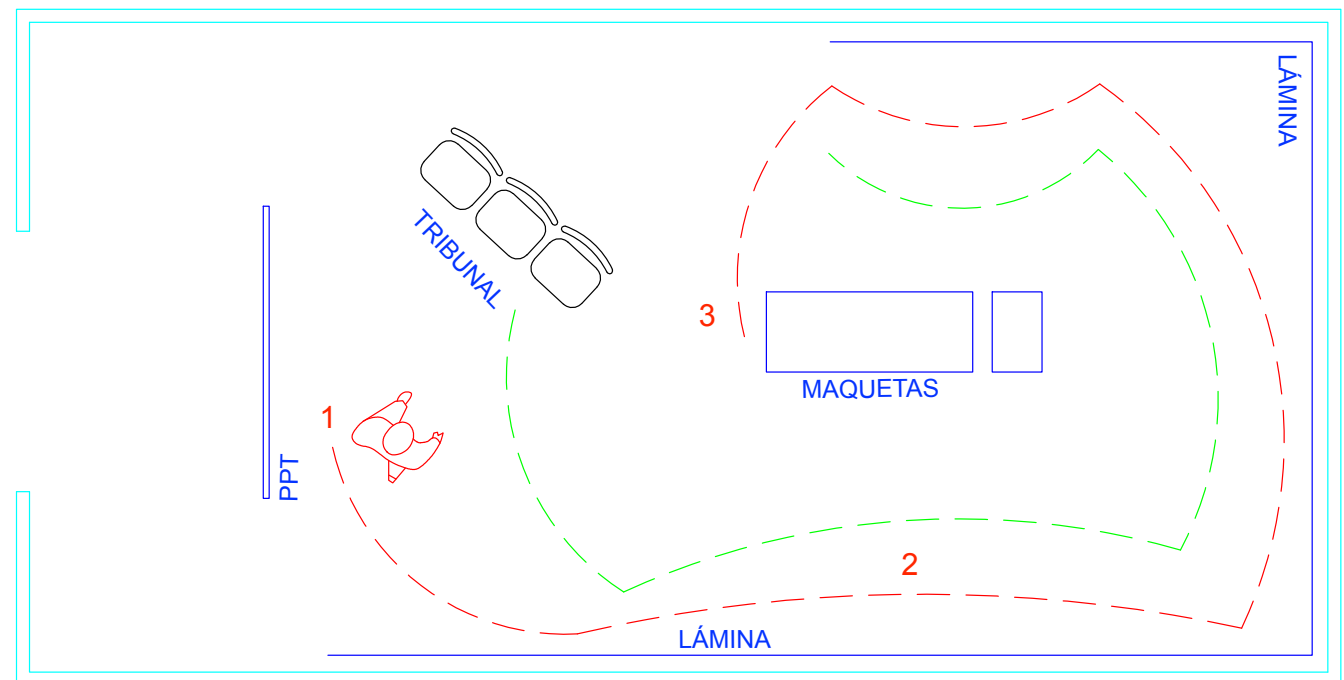 LÁMINA
TRIBUNAL
3
MAQUETAS
1
PPT
2
LÁMINA